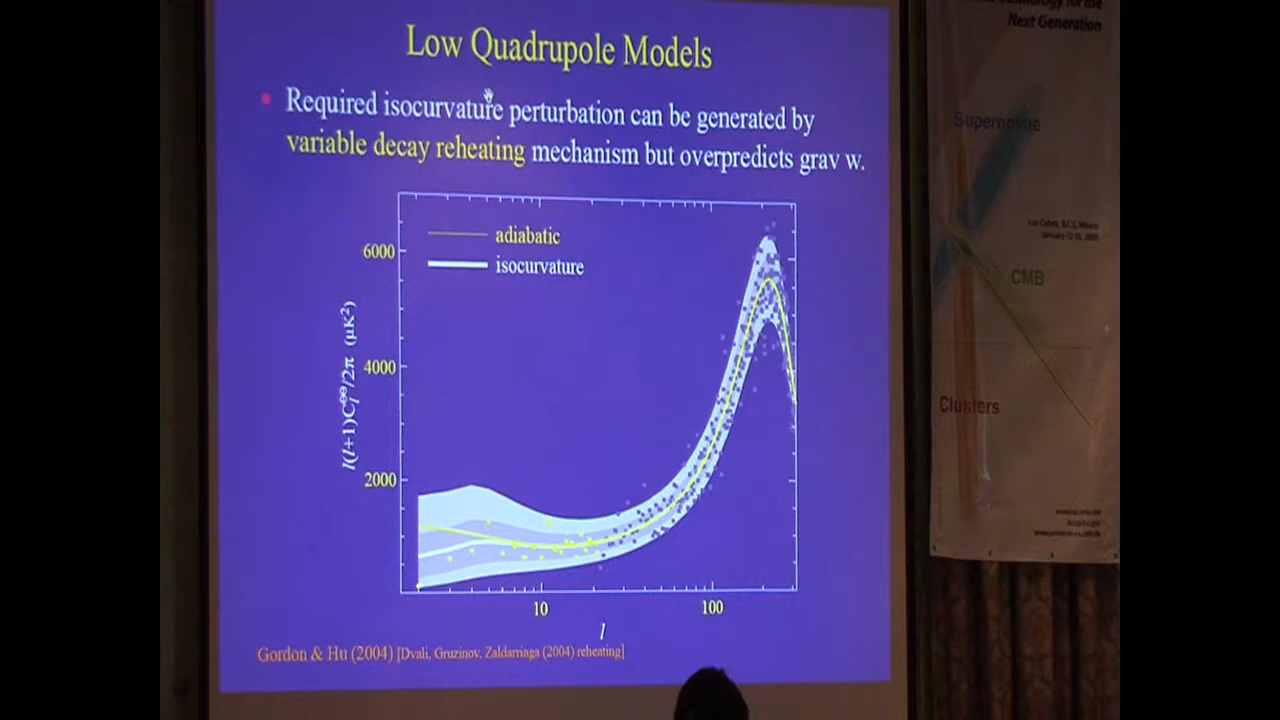 Low Quadrupole Models
Required isocurvature perturbation can be generated by
variable decay reheating mechanism but overpredicts grav w.
adiabatic
isocurvature
6000
4000
2000
l(l+1)C_l^ΘΘ/2π (μK²)
10
100
l
Gordon & Hu (2004) [Dvali, Gruzinov, Zaldarriaga (2004) reheating]
for the
Next Generation
Supernovae
CMB
Clusters